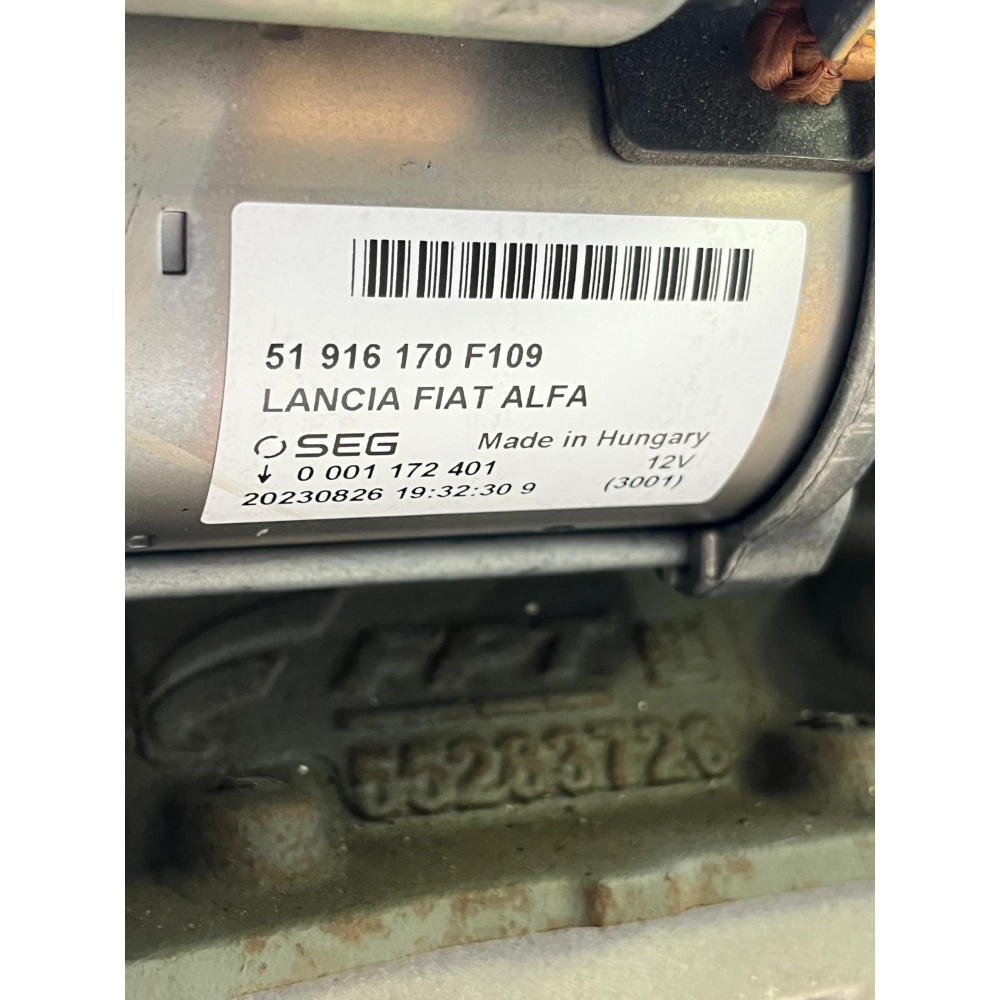 51 916 170 F109
LANCIA FIAT ALFA
SEG Made in Hungary
0 001 172 401 12V
20230826 19:32:30 9 (3001)
FPT
55283726